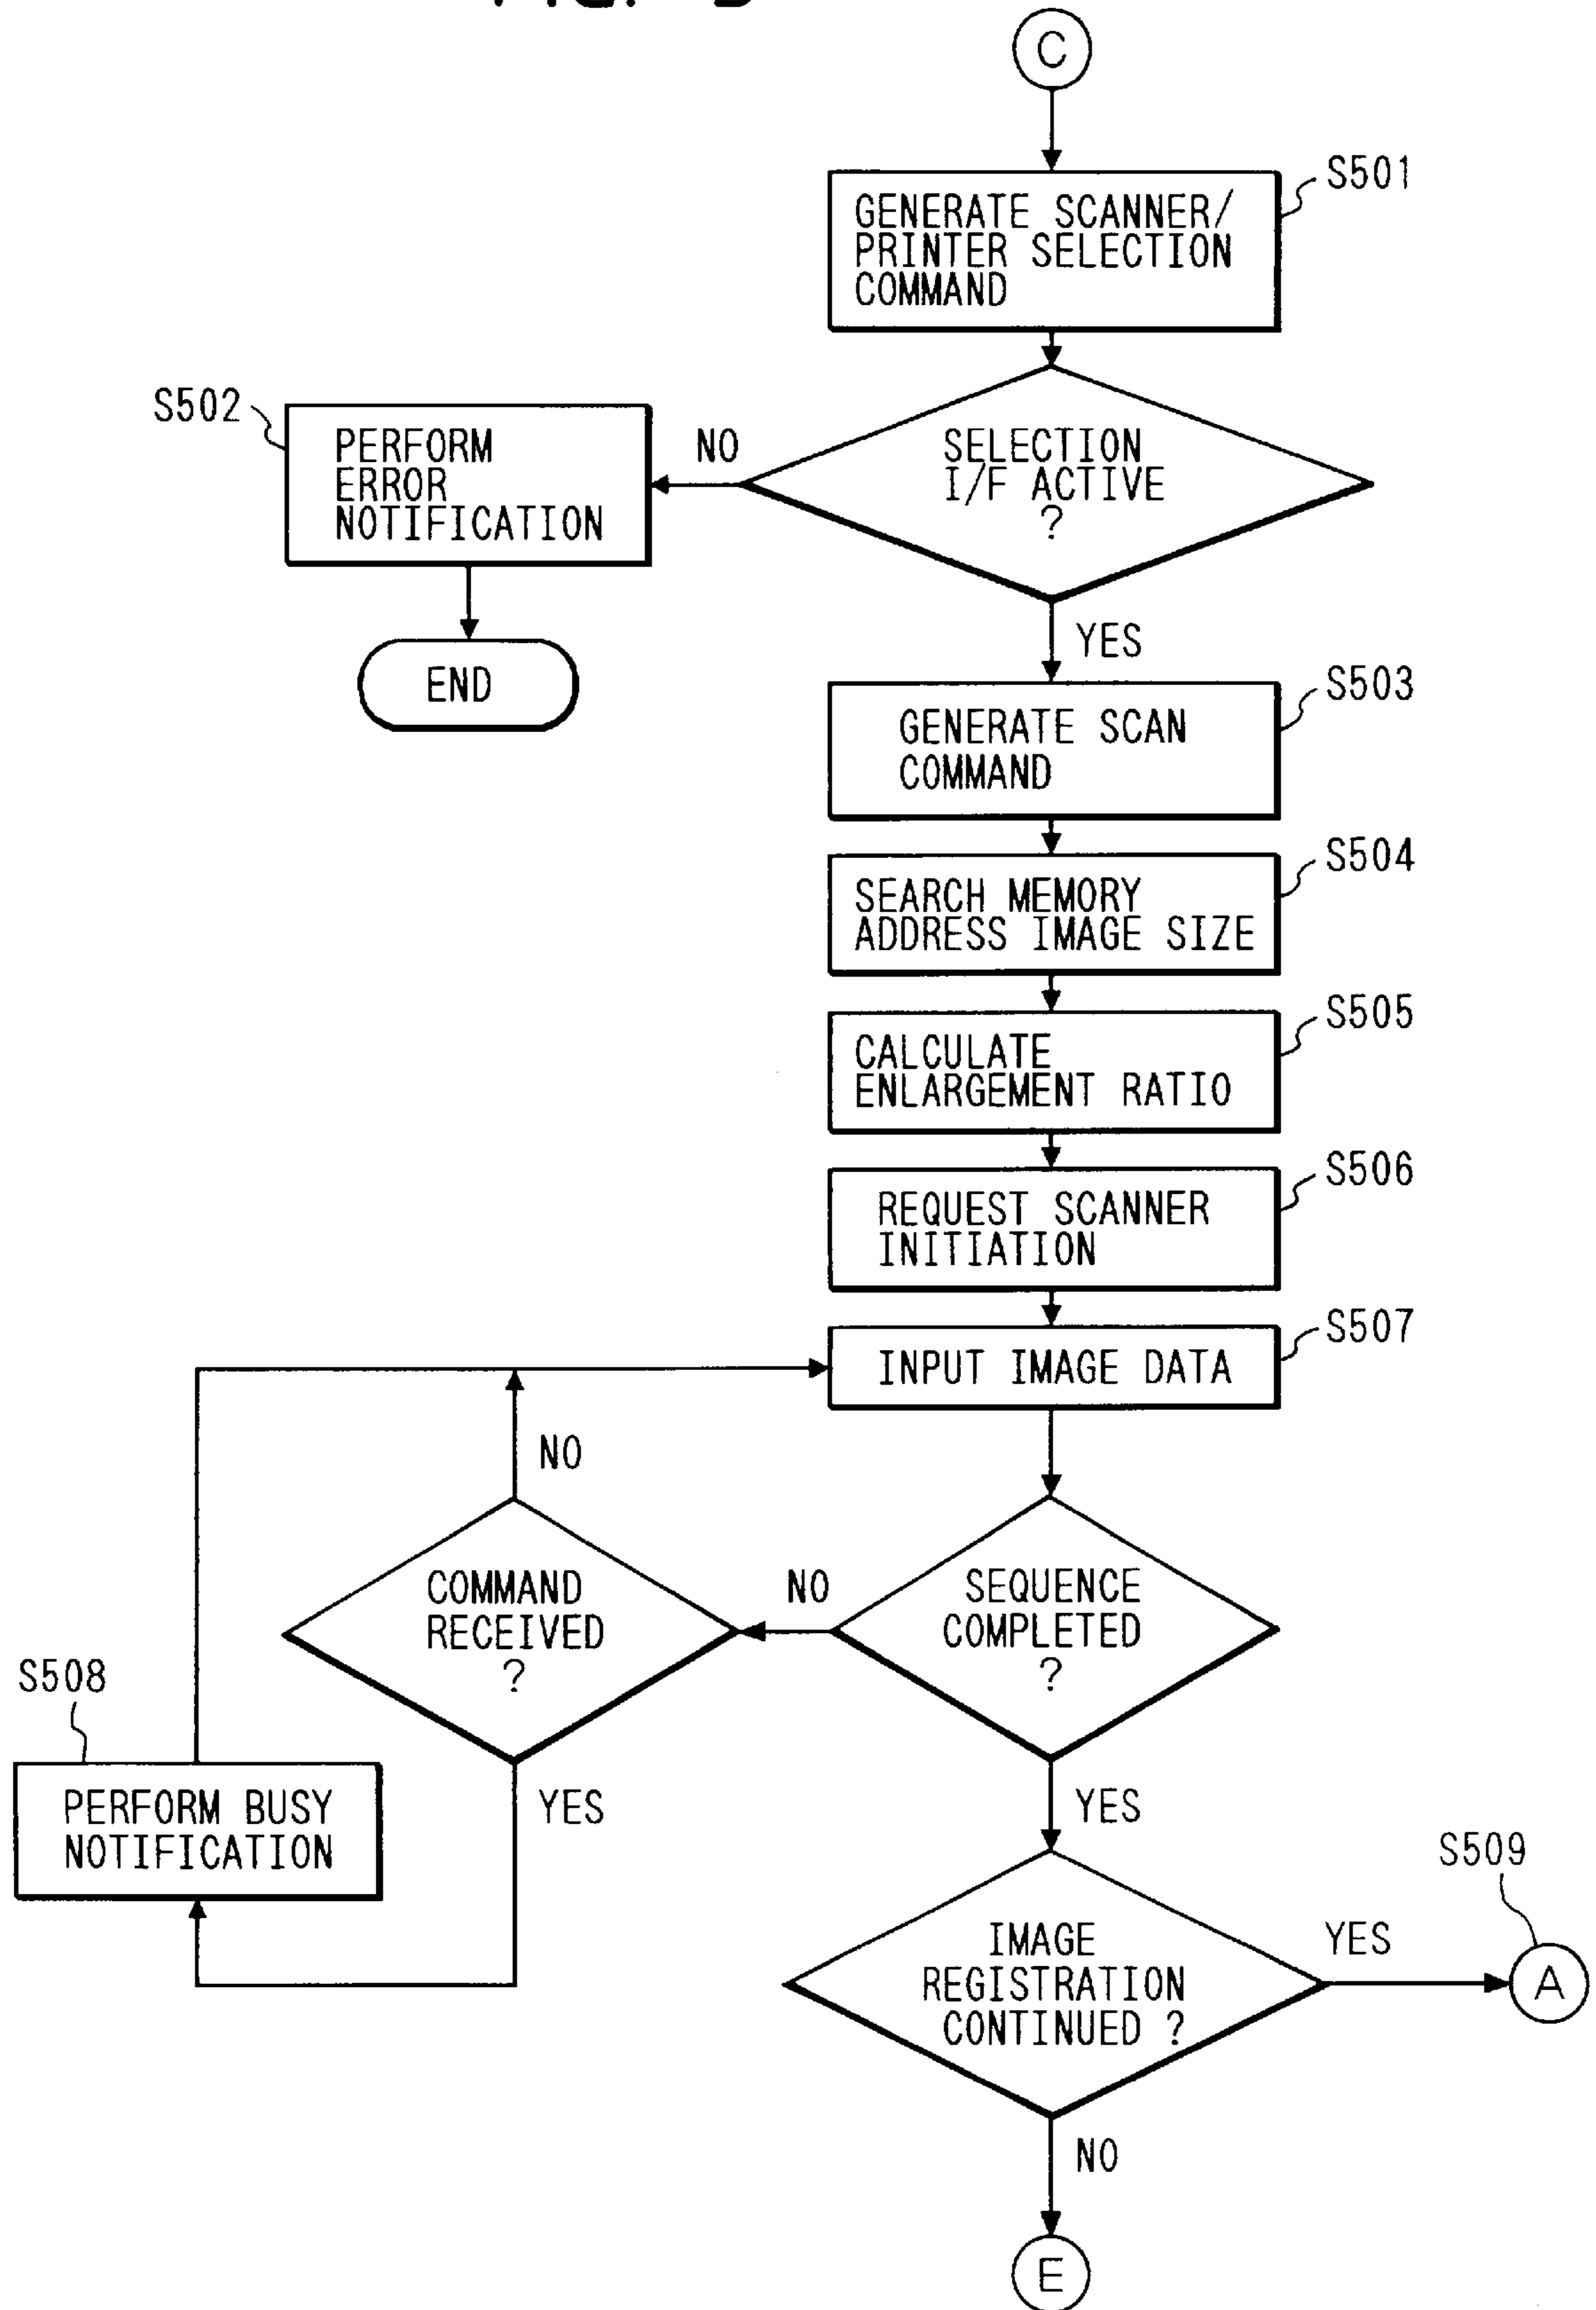 C
S501
GENERATE SCANNER/
PRINTER SELECTION
COMMAND
S502
PERFORM
ERROR
NOTIFICATION
NO
SELECTION
I/F ACTIVE
?
END
YES
S503
GENERATE SCAN
COMMAND
S504
SEARCH MEMORY
ADDRESS IMAGE SIZE
S505
CALCULATE
ENLARGEMENT RATIO
S506
REQUEST SCANNER
INITIATION
S507
INPUT IMAGE DATA
NO
COMMAND
RECEIVED
?
NO
SEQUENCE
COMPLETED
?
S508
PERFORM BUSY
NOTIFICATION
YES
YES
S509
IMAGE
REGISTRATION
CONTINUED ?
YES
A
NO
E